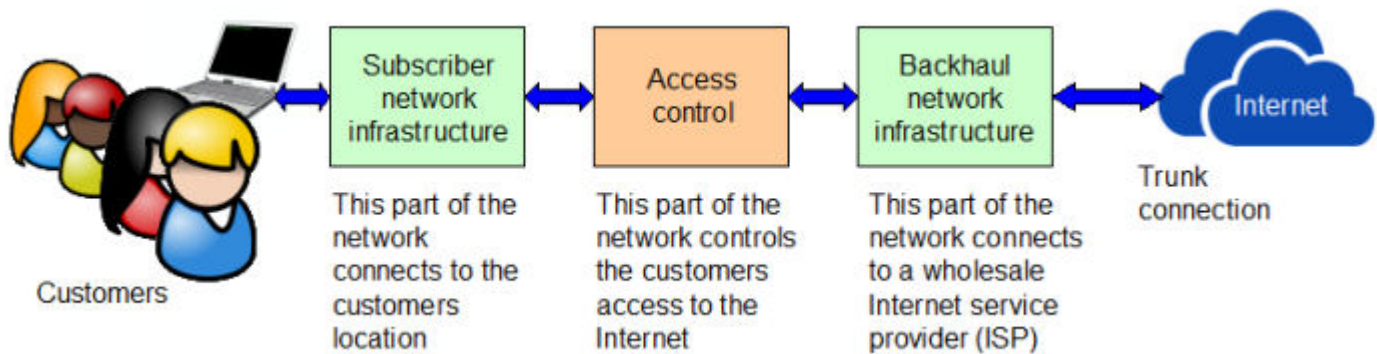 Subscriber
network
infrastructure
Access
control
Backhaul
network
infrastructure
Internet
Customers
This part of the
network
connects to the
customers
location
This part of the
network controls
the customers
access to the
Internet
This part of the
network connects
to a wholesale
Internet service
provider (ISP)
Trunk
connection